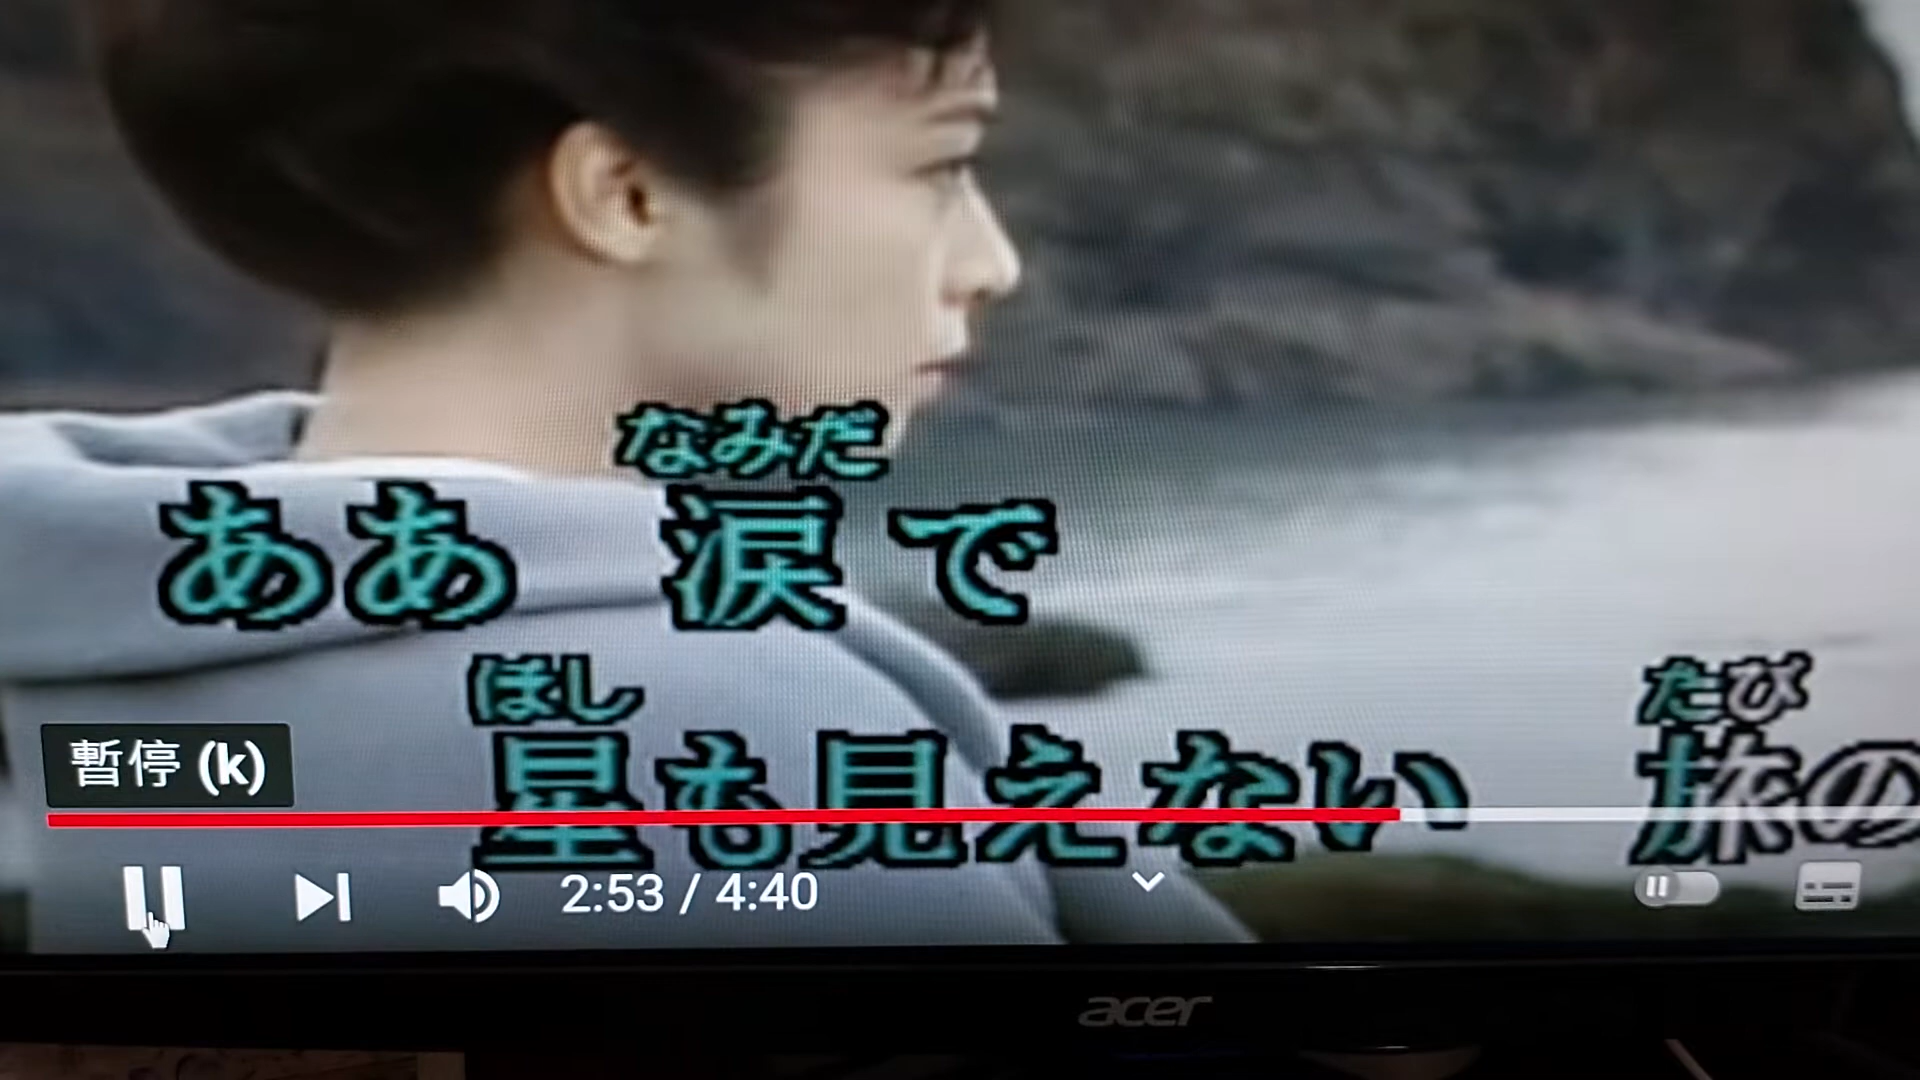 なみだ
ああ 涙で
ほし たび
星も見えない 旅の
暫停 (k)
2:53 / 4:40
acer